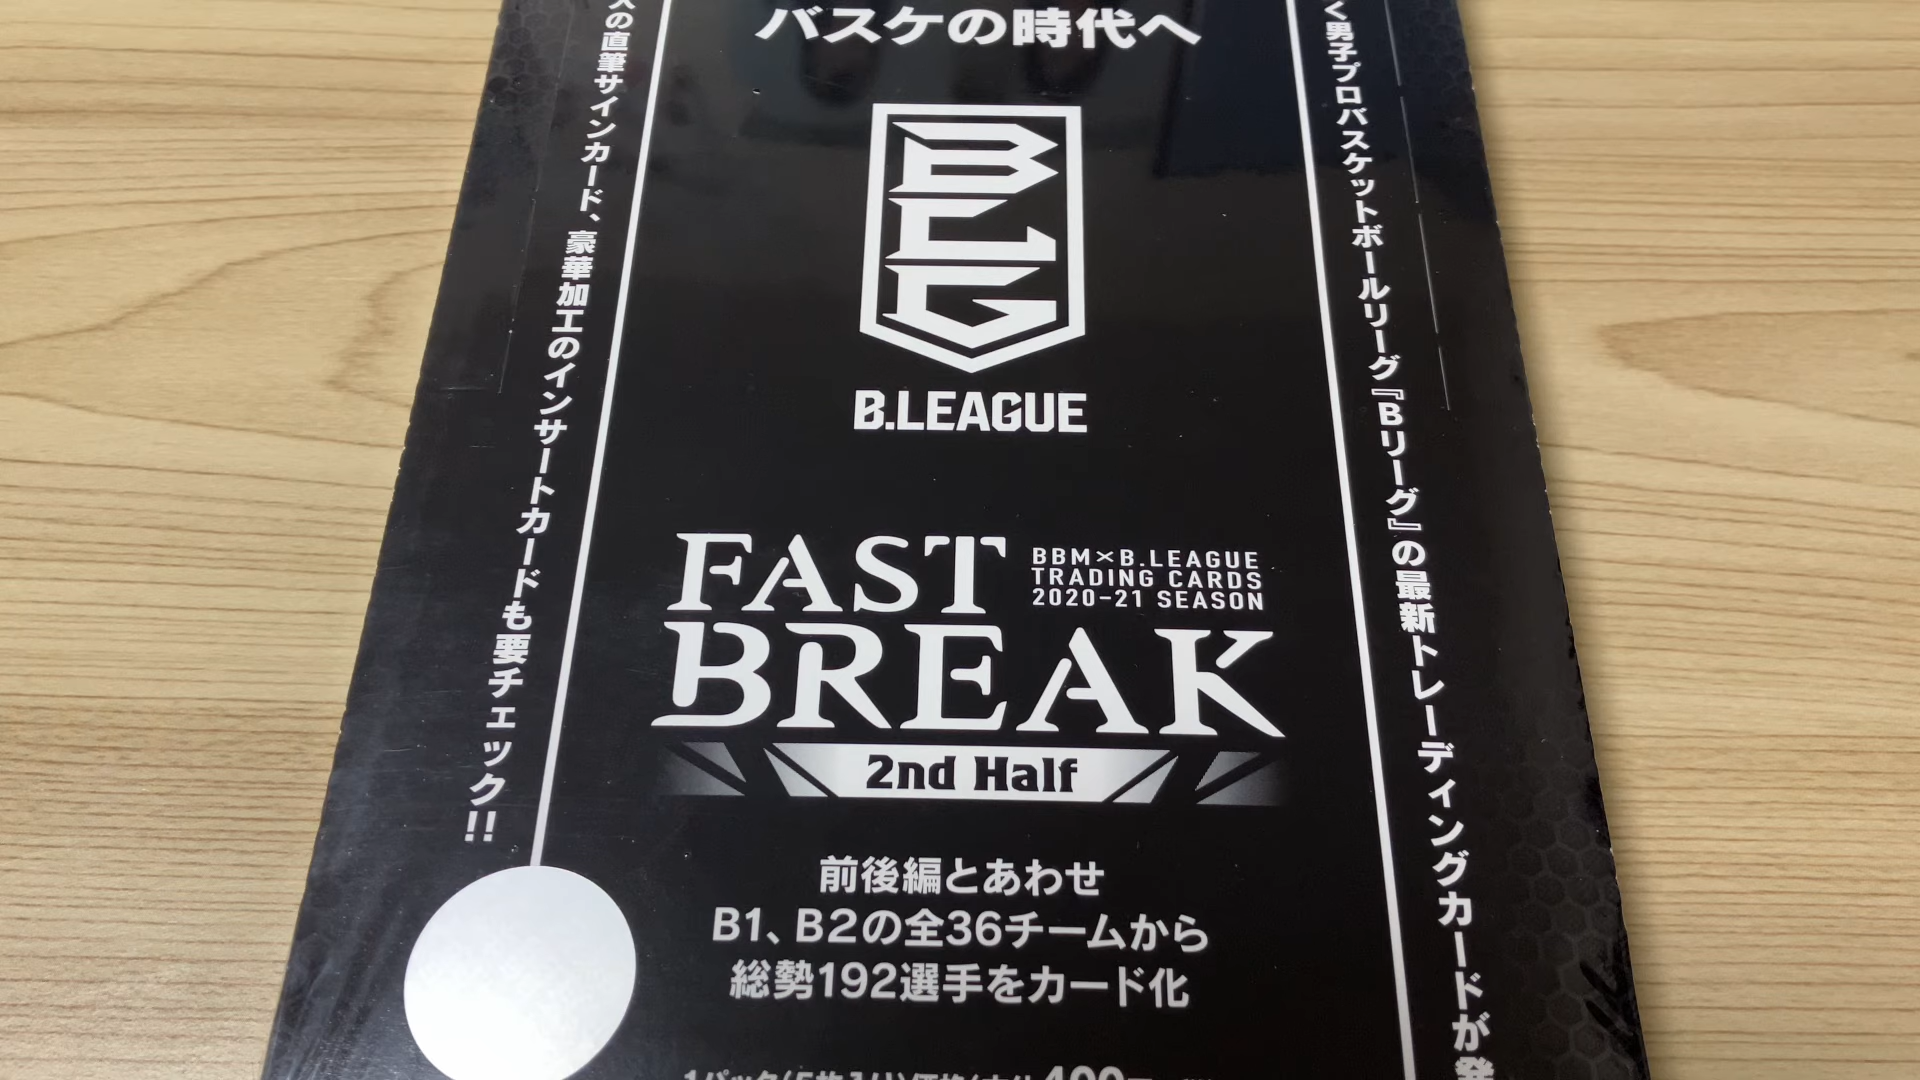 バスケの時代へ
BLG
B.LEAGUE
FAST
BREAK
BBM×B.LEAGUE
TRADING CARDS
2020-21 SEASON
2nd Half
前後編とあわせ
B1、B2の全36チームから
総勢192選手をカード化
く男子プロバスケットボールリーグ『Bリーグ』の最新トレーディングカードが発
の直筆サインカード、豪華加工のインサートカードも要チェック!!